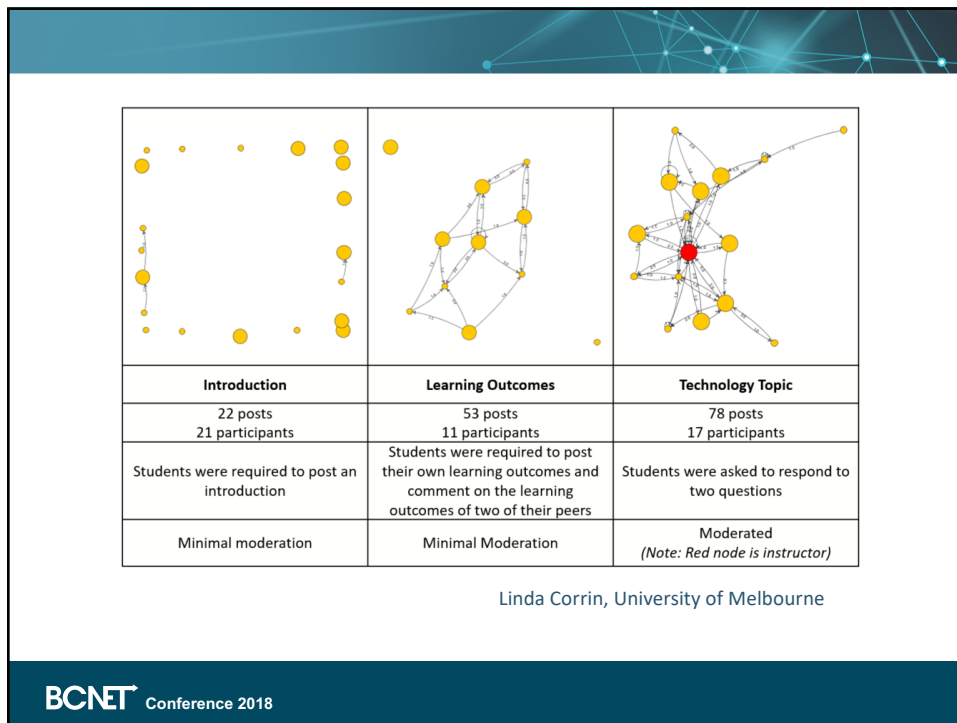 Introduction
Learning Outcomes
Technology Topic
22 posts
21 participants
53 posts
11 participants
78 posts
17 participants
Students were required to post an
introduction
Students were required to post
their own learning outcomes and
comment on the learning
outcomes of two of their peers
Students were asked to respond to
two questions
Minimal moderation
Minimal Moderation
Moderated
(Note: Red node is instructor)
Linda Corrin, University of Melbourne
BCNET Conference 2018